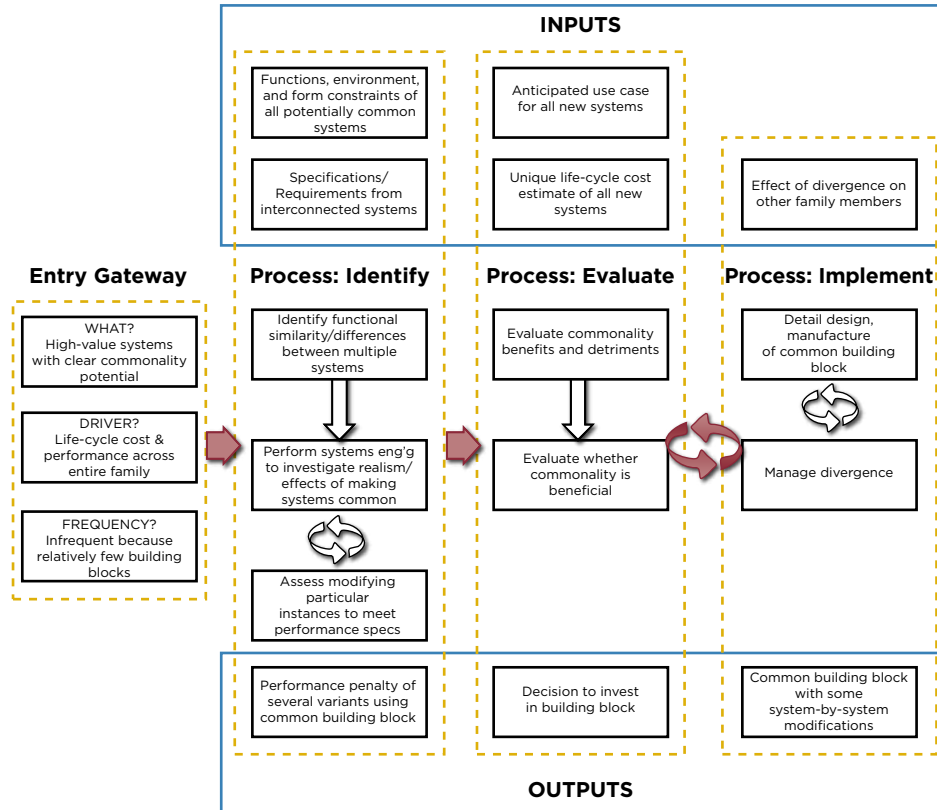 INPUTS
Functions, environment,
and form constraints of
all potentially common
systems
Anticipated use case
for all new systems
Specifications/
Requirements from
interconnected systems
Unique life-cycle cost
estimate of all new
systems
Effect of divergence on
other family members
Entry Gateway
Process: Identify
Process: Evaluate
Process: Implement
WHAT?
High-value systems
with clear commonality
potential
DRIVER?
Life-cycle cost &
performance across
entire family
FREQUENCY?
Infrequent because
relatively few building
blocks
Identify functional
similarity/differences
between multiple
systems
Perform systems eng'g
to investigate realism/
effects of making
systems common
Assess modifying
particular
instances to meet
performance specs
Evaluate commonality
benefits and detriments
Evaluate whether
commonality is
beneficial
Detail design,
manufacture
of common building
block
Manage divergence
Performance penalty of
several variants using
common building block
Decision to invest
in building block
Common building block
with some
system-by-system
modifications
OUTPUTS